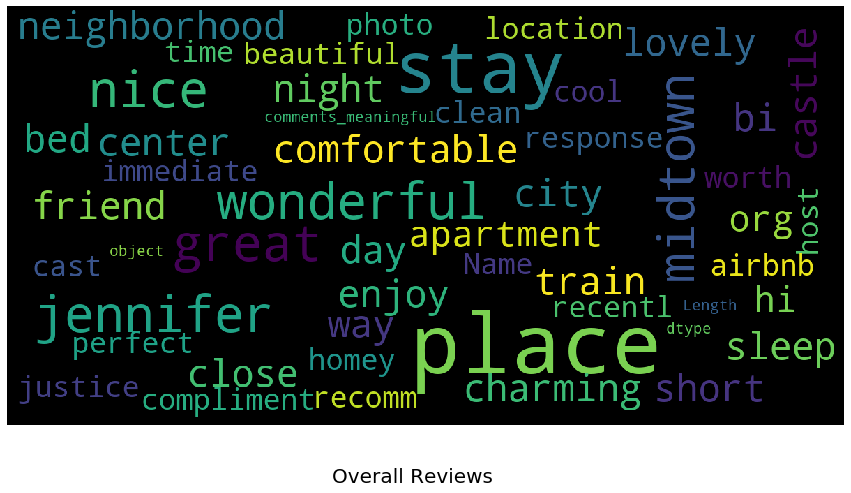 neighborhood
photo
location
time
beautiful
stay
lovely
castle
nice
night
cool
midtown
comments_meaningful
clean
bi
bed
center
comfortable
response
immediate
worth
friend
wonderful
city
org
host
great
day
apartment
object
cast
Name
train
airbnb
jennifer
enjoy
recentl
Length
hi
way
place
dtype
perfect
homey
sleep
justice
close
charming
short
compliment
recomm
Overall Reviews